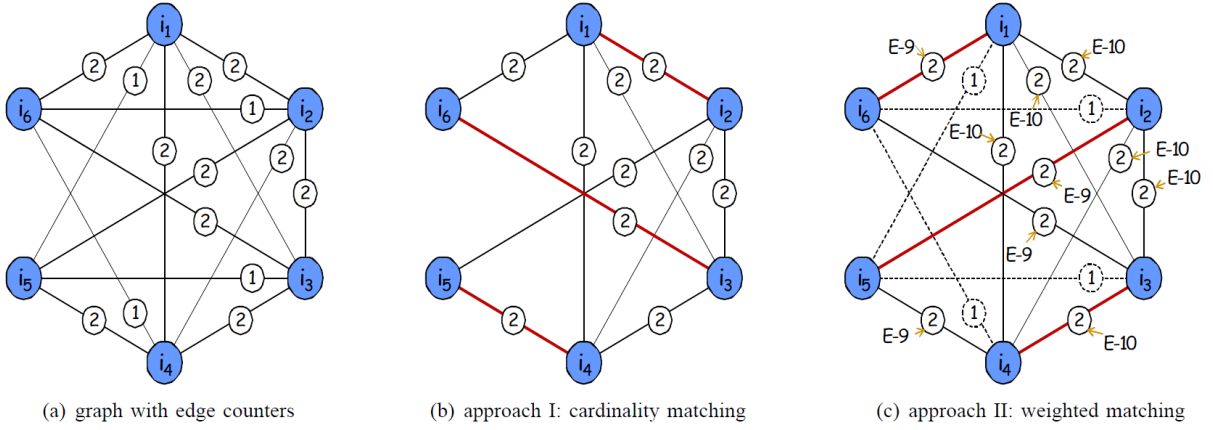 i1
2 2
i6 1 2 i2
1
2 2 2
2
2
i5 1 i3
1
2 2
i4
(a) graph with edge counters
i1
2 2
i6 2 i2
2 2 2
2
2
i5 i3
2 2
i4
(b) approach I: cardinality matching
i1
E-9 2 2 E-10
1 2
i6 E-10 1 i2
E-10 2 2 E-10
2 E-9 2 E-10
2
E-9
i5 1 i3
1
E-9 2 2 E-10
i4
(c) approach II: weighted matching